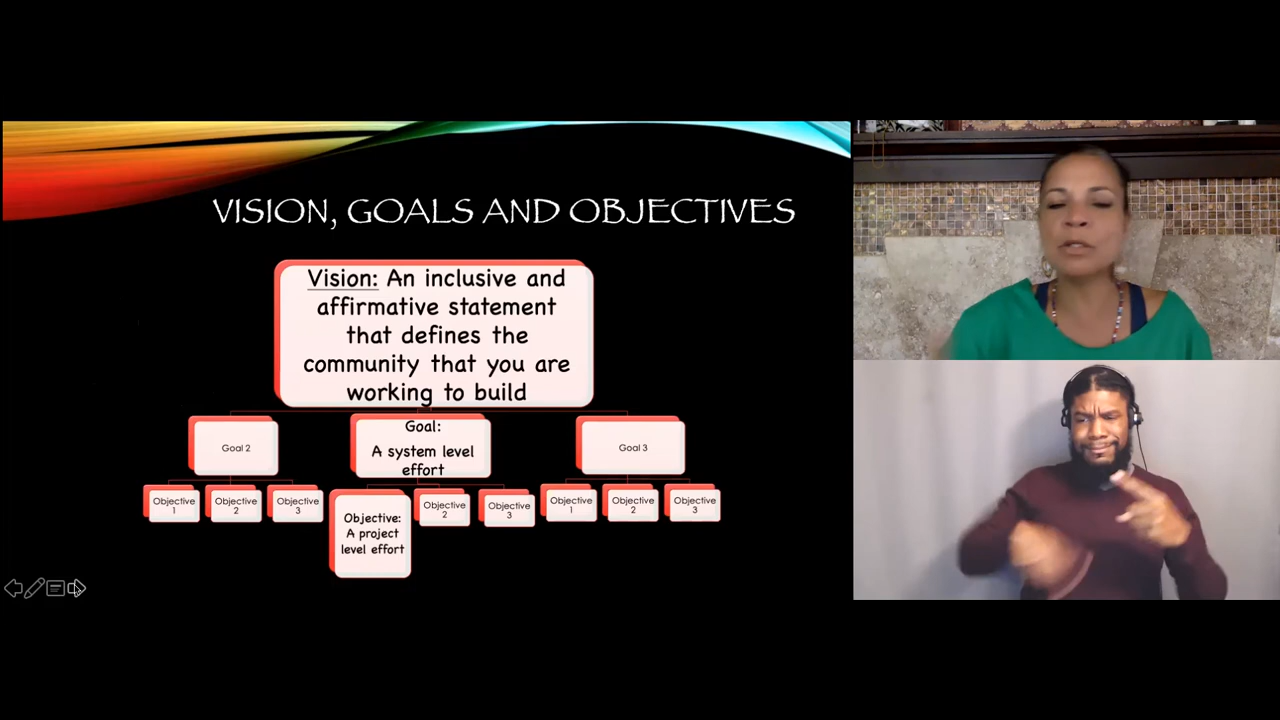 VISION, GOALS AND OBJECTIVES
Vision: An inclusive and
affirmative statement
that defines the
community that you are
working to build
Goal 2
Goal:
A system level
effort
Goal 3
Objective
1
Objective
2
Objective
3
Objective:
A project
level effort
Objective
2
Objective
3
Objective
1
Objective
2
Objective
3